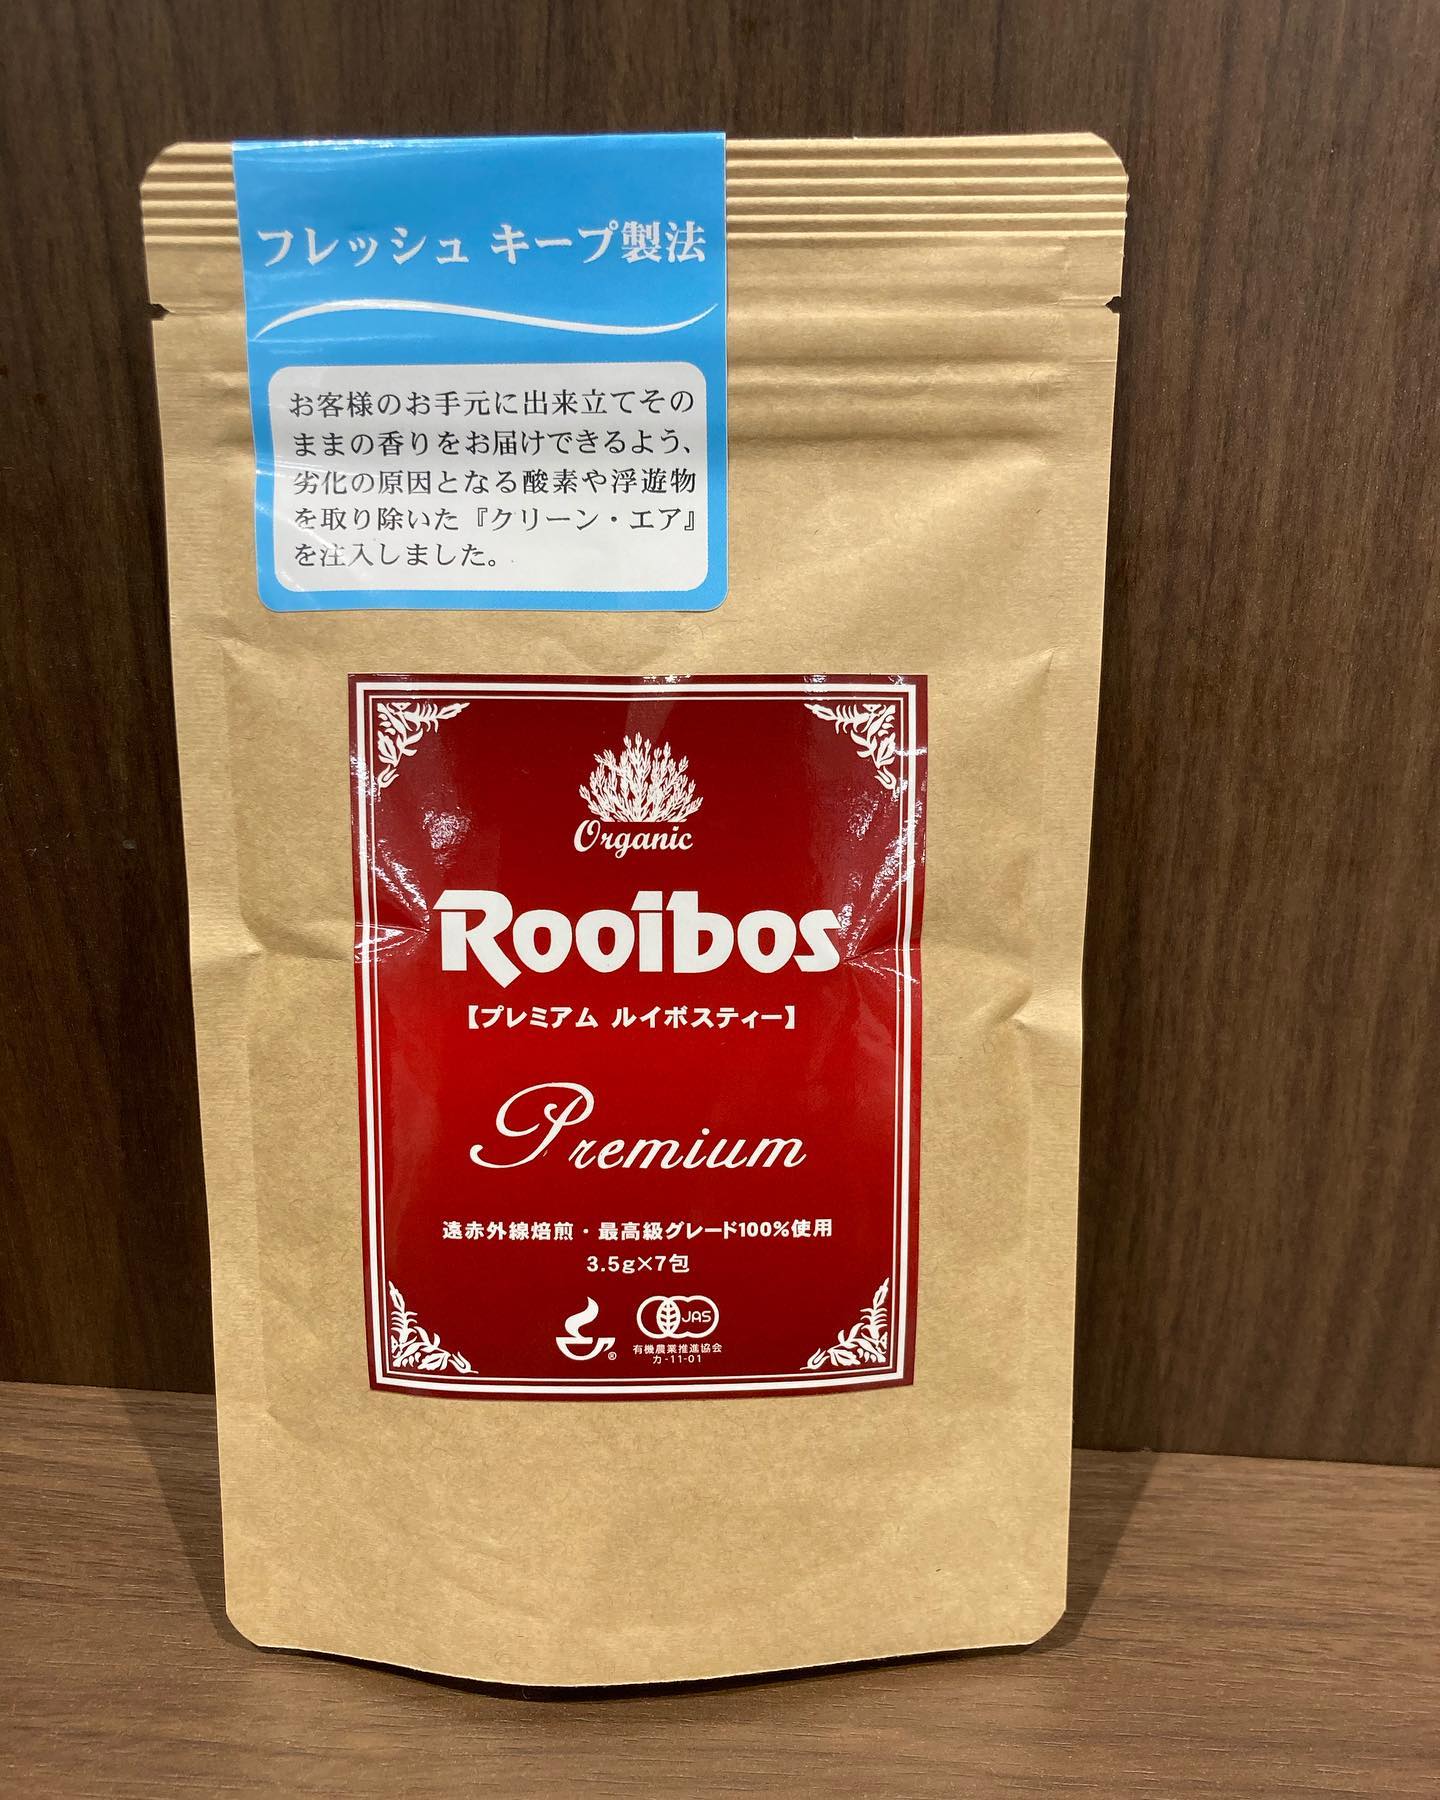 フレッシュ キープ製法
お客様のお手元に出来立てその
ままの香りをお届けできるよう、
劣化の原因となる酸素や浮遊物
を取り除いた『クリーン・エア』
を注入しました。
Organic
Rooibos
【プレミアム ルイボスティー】
Premium
遠赤外線焙煎・最高級グレード100%使用
3.5g×7包
® JAS
有機農業推進協会
カ-11-01